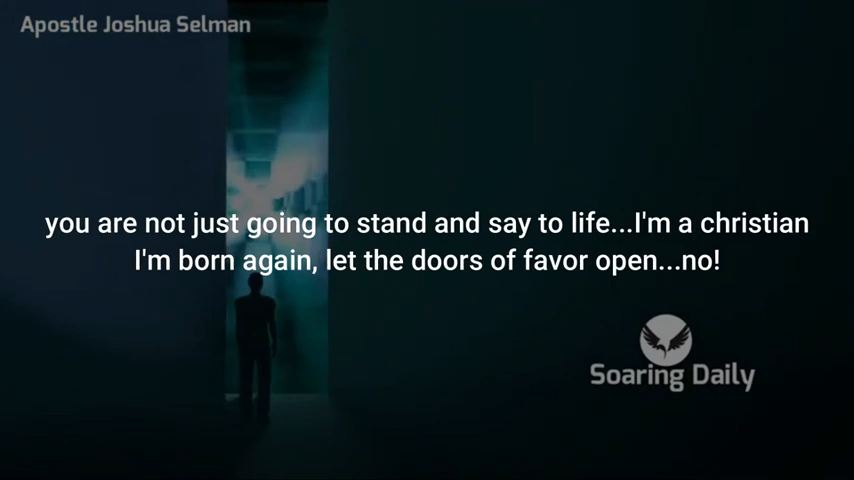 Apostle Joshua Selman
you are not just going to stand and say to life...I'm a christian
I'm born again, let the doors of favor open...no!
Soaring Daily